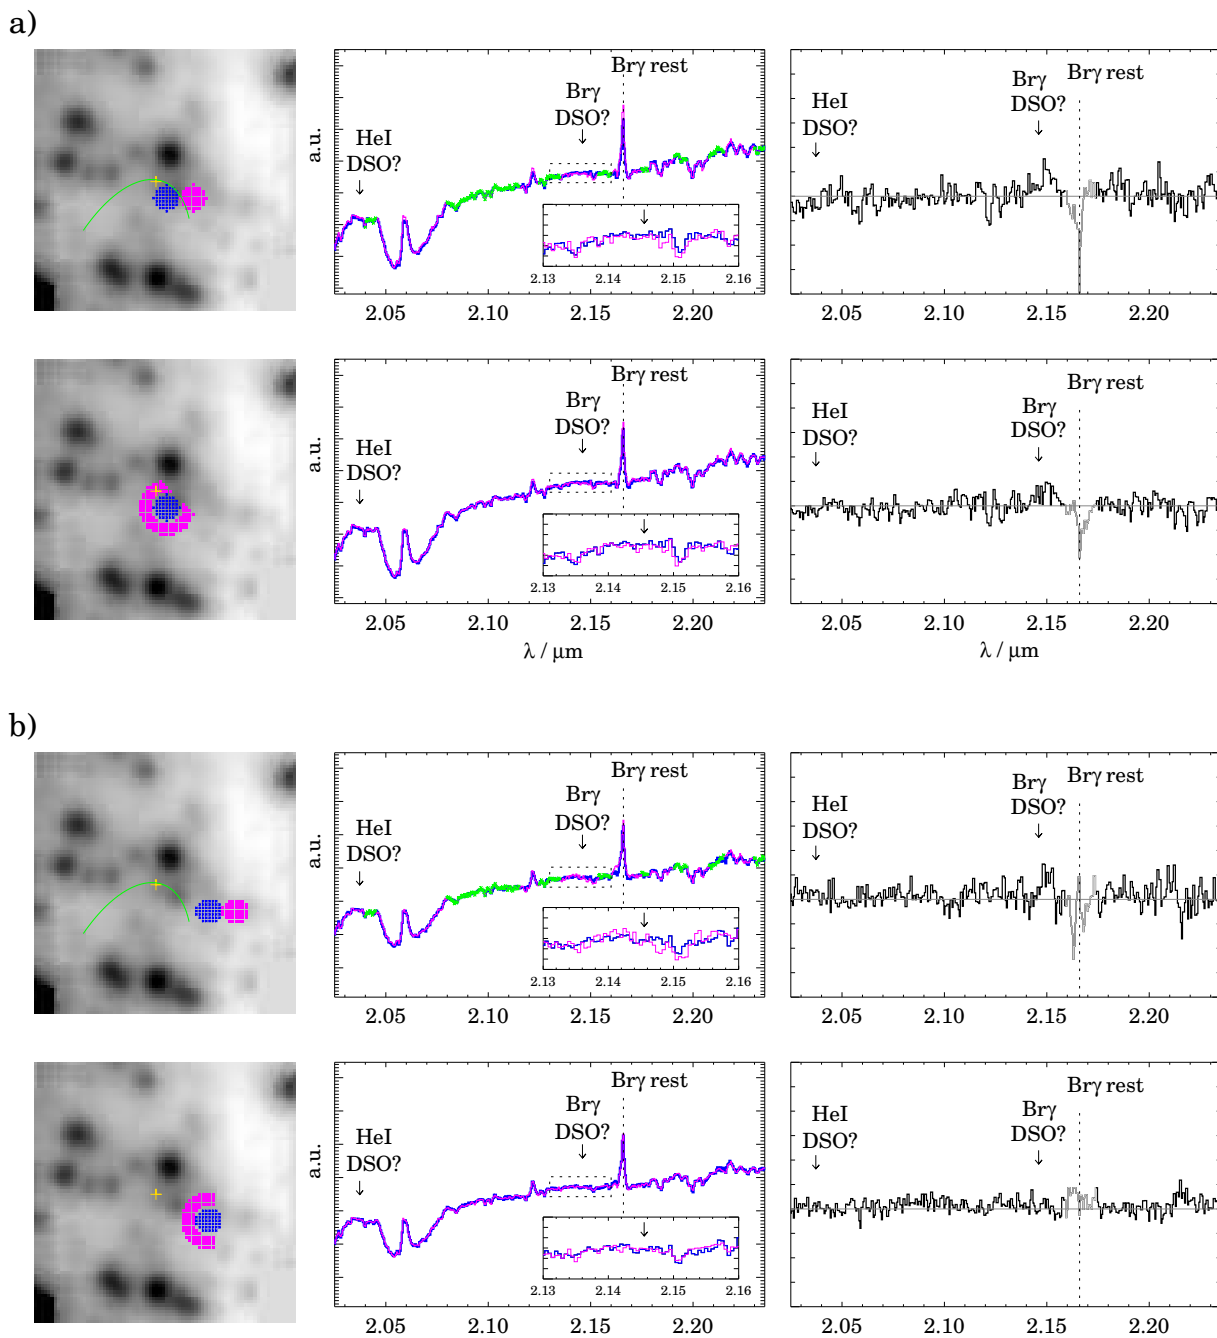 a)
HeI
DSO?
Brγ
DSO?
Brγ rest
a.u.
2.13 2.14 2.15 2.16
2.05 2.10 2.15 2.20
HeI
DSO?
Brγ
DSO?
Brγ rest
2.05 2.10 2.15 2.20
HeI
DSO?
Brγ
DSO?
Brγ rest
a.u.
2.13 2.14 2.15 2.16
2.05 2.10 2.15 2.20
λ / μm
HeI
DSO?
Brγ
DSO?
Brγ rest
2.05 2.10 2.15 2.20
λ / μm
b)
HeI
DSO?
Brγ
DSO?
Brγ rest
a.u.
2.13 2.14 2.15 2.16
2.05 2.10 2.15 2.20
HeI
DSO?
Brγ
DSO?
Brγ rest
2.05 2.10 2.15 2.20
HeI
DSO?
Brγ
DSO?
Brγ rest
a.u.
2.13 2.14 2.15 2.16
2.05 2.10 2.15 2.20
HeI
DSO?
Brγ
DSO?
Brγ rest
2.05 2.10 2.15 2.20